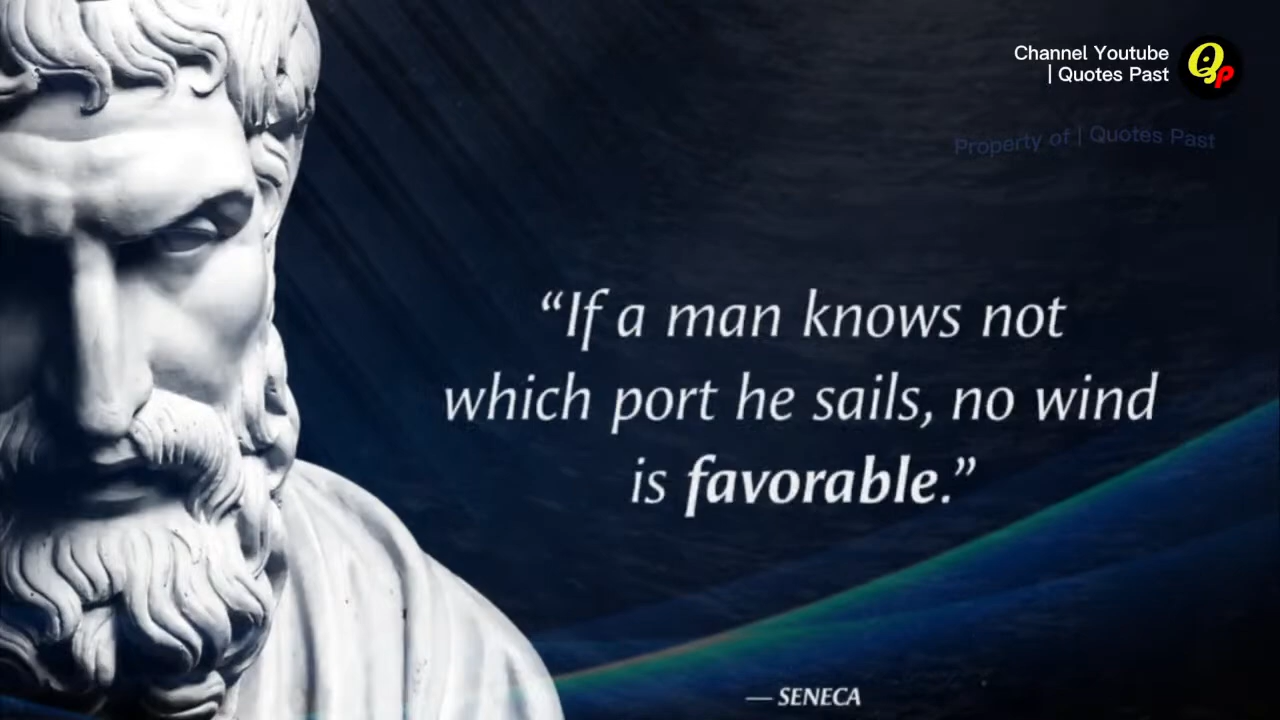 Channel Youtube
| Quotes Past
Qp
Property of | Quotes Past
“If a man knows not
which port he sails, no wind
is favorable.”
— SENECA